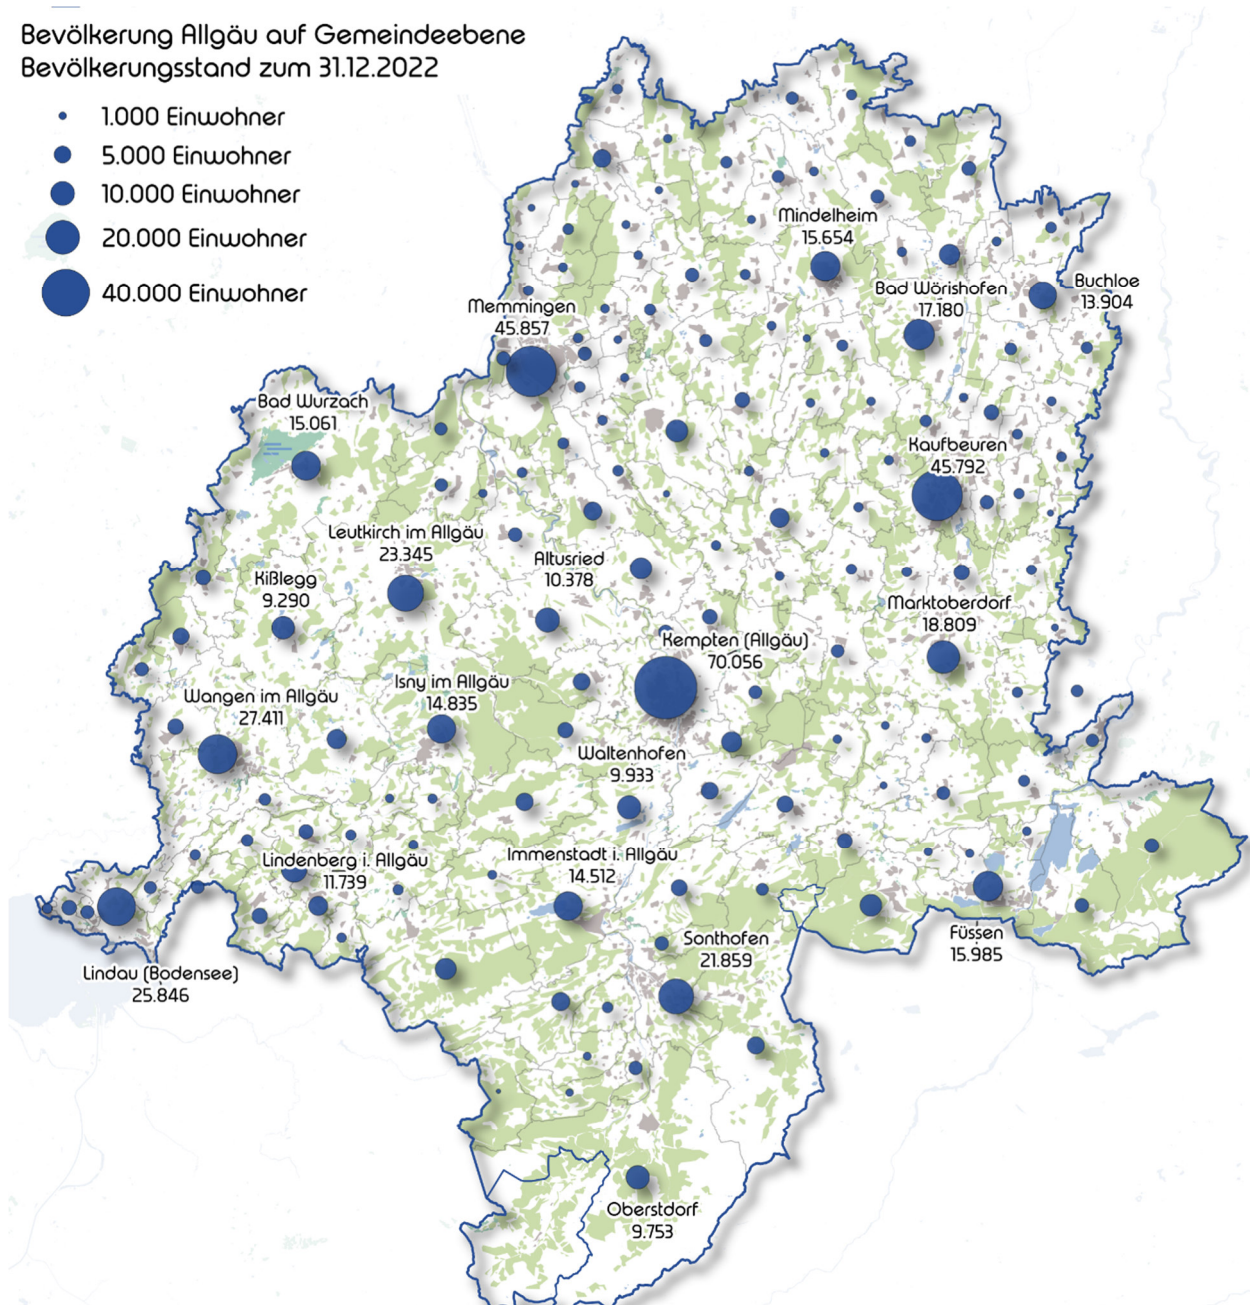 Bevölkerung Allgäu auf Gemeindeebene
Bevölkerungsstand zum 31.12.2022
1.000 Einwohner
5.000 Einwohner
10.000 Einwohner
20.000 Einwohner
40.000 Einwohner
Mindelheim
15.654
Buchloe
13.904
Bad Wörishofen
17.180
Memmingen
45.857
Bad Wurzach
15.061
Kaufbeuren
45.792
Leutkirch im Allgäu
23.345
Altusried
10.378
Kißlegg
9.290
Marktoberdorf
18.809
Kempten (Allgäu)
70.056
Isny im Allgäu
14.835
Wangen im Allgäu
27.411
Waltenhofen
9.933
Immenstadt i. Allgäu
14.512
Lindenberg i. Allgäu
11.739
Füssen
15.985
Sonthofen
21.859
Lindau (Bodensee)
25.846
Oberstdorf
9.753